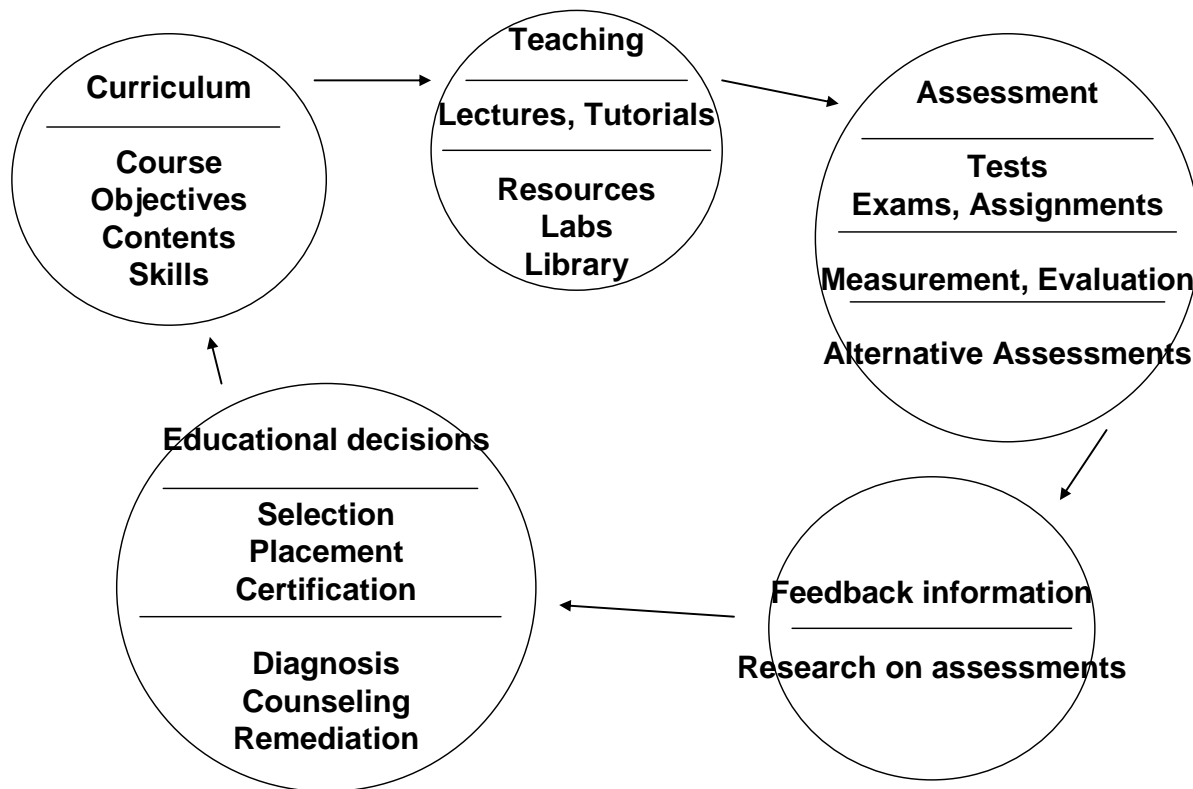 Curriculum
Course
Objectives
Contents
Skills
Teaching
Lectures, Tutorials
Resources
Labs
Library
Assessment
Tests
Exams, Assignments
Measurement, Evaluation
Alternative Assessments
Feedback information
Research on assessments
Educational decisions
Selection
Placement
Certification
Diagnosis
Counseling
Remediation